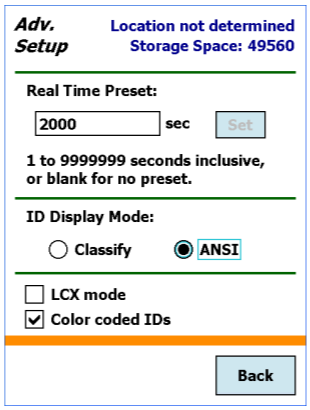 Adv.
Setup
Location not determined
Storage Space: 49560
Real Time Preset:
2000 sec Set
1 to 9999999 seconds inclusive,
or blank for no preset.
ID Display Mode:
Classify ANSI
LCX mode
Color coded IDs
Back